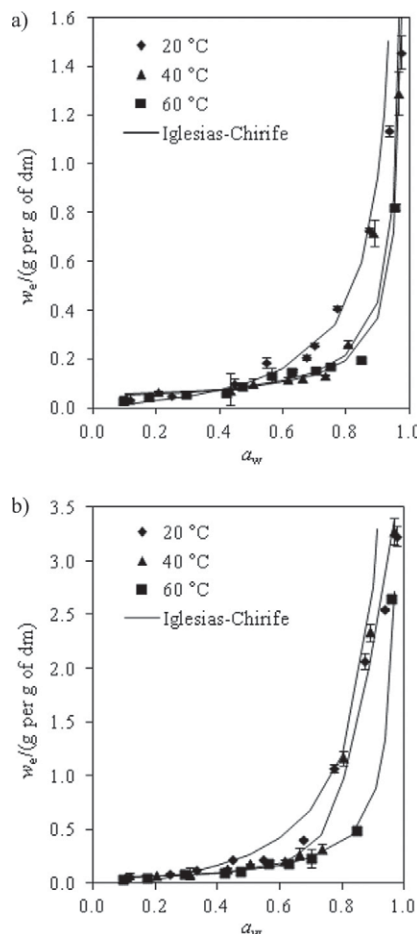 a)
1.6
1.4
1.2
1.0
0.8
0.6
0.4
0.2
0.0
we/(g per g of dm)
20 °C
40 °C
60 °C
Iglesias-Chirife
0.0 0.2 0.4 0.6 0.8 1.0
aw
b)
3.5
3.0
2.5
2.0
1.5
1.0
0.5
0.0
we/(g per g of dm)
20 °C
40 °C
60 °C
Iglesias-Chirife
0.0 0.2 0.4 0.6 0.8 1.0
aw